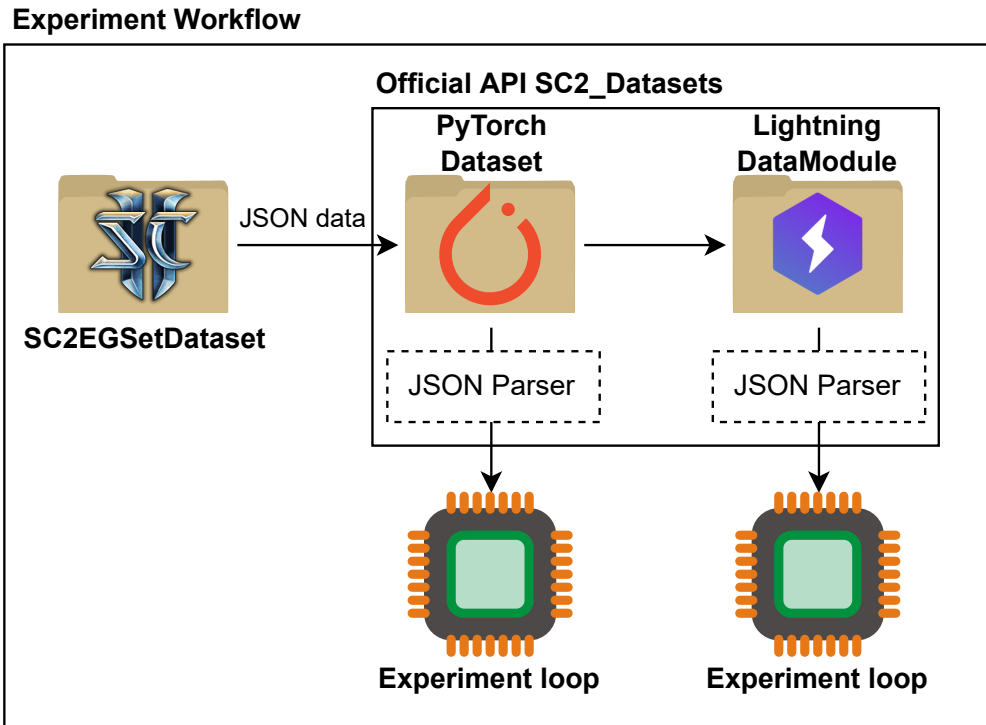 Experiment Workflow
Official API SC2_Datasets
PyTorch
Dataset
Lightning
DataModule
JSON data
SC2EGSetDataset
JSON Parser
JSON Parser
Experiment loop
Experiment loop